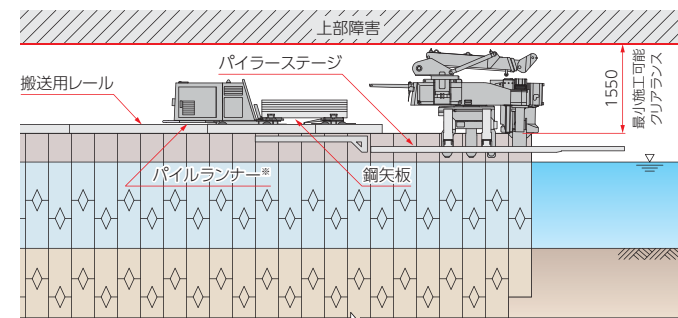 上部障害
パイラーステージ
搬送用レール
1550
最小施工可能
クリアランス
パイルランナー※
鋼矢板